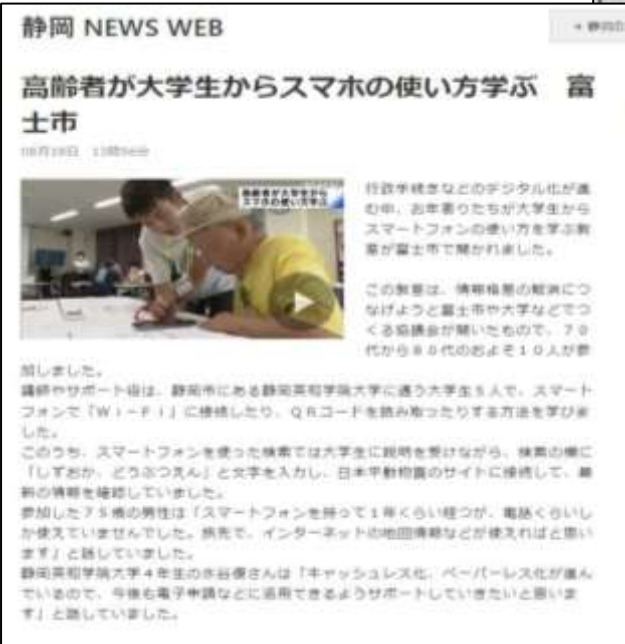 静岡 NEWS WEB
高齢者が大学生からスマホの使い方学ぶ 富
士市
高齢者が大学生から
スマホの使い方学ぶ
行政手続きなどのデジタル化が進
む中、お年寄りたちが大学生から
スマートフォンの使い方を学ぶ教
室が富士市で開かれました。
この教室は、情報格差の解消につ
なげようと富士市や大学などでつ
くる協議会が開いたもので、70
代から80代のおよそ10人が参
加しました。
講師やサポート役は、静岡市にある静岡英和学院大学に通う大学生5人で、スマート
フォンで「Wi-Fi」に接続したり、QRコードを読み取ったりする方法を学びま
した。
このうち、スマートフォンを使った検索では大学生に説明を受けながら、検索の欄に
「しずおか、どうぶつえん」と文字を入力し、日本平動物園のサイトに接続して、最
新の情報を確認していました。
参加した75歳の男性は「スマートフォンを持って1年くらい経つが、電話くらいし
か使えていませんでした。旅先で、インターネットの地図情報などが使えればと思い
ます」と話していました。
静岡英和学院大学4年生の水谷優さんは「キャッシュレス化、ペーパーレス化が進ん
でいるので、今後も電子申請などに活用できるようサポートしていきたいと思いま
す」と話していました。